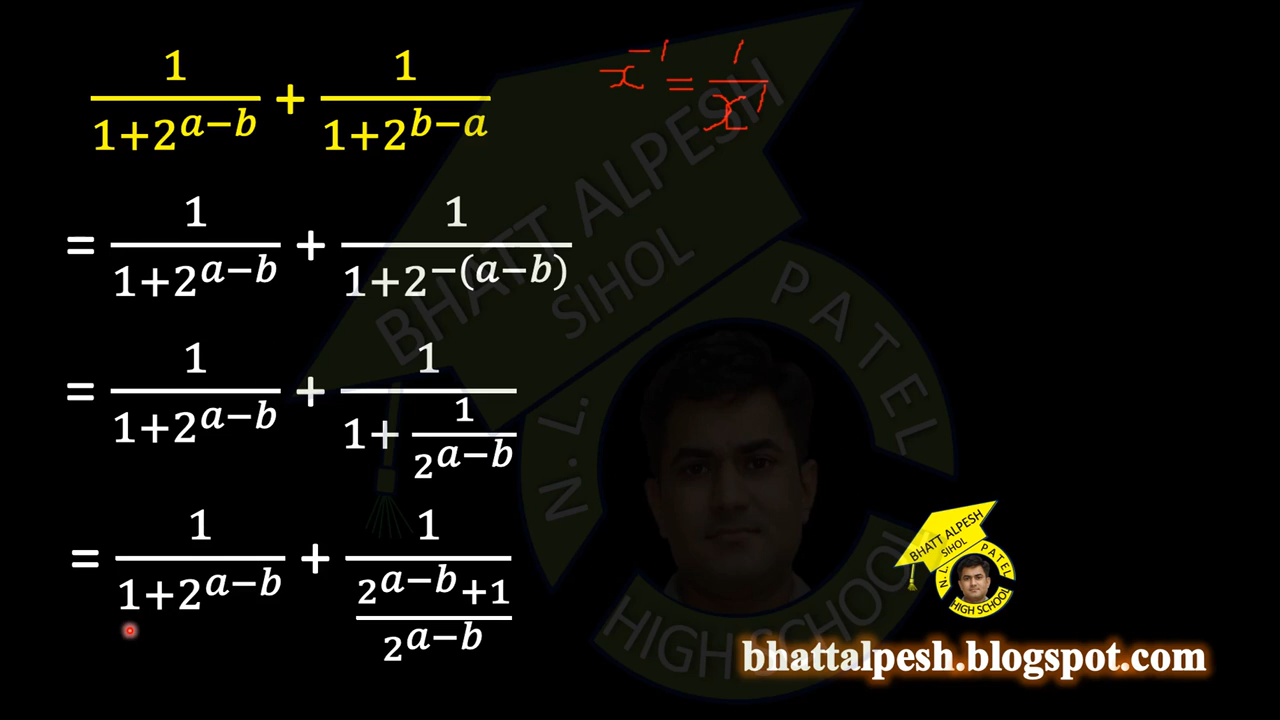 1/(1+2^(a−b)) + 1/(1+2^(b−a))
x^−1 = 1/x^1
= 1/(1+2^(a−b)) + 1/(1+2^(−(a−b)))
= 1/(1+2^(a−b)) + 1/(1+ 1/(2^(a−b)))
= 1/(1+2^(a−b)) + 1/((2^(a−b)+1)/(2^(a−b)))
BHATT ALPESH
SIHOL
N. L. PATEL
HIGH SCHOOL
BHATT ALPESH
SIHOL
N. L. PATEL
HIGH SCHOOL
bhattalpesh.blogspot.com